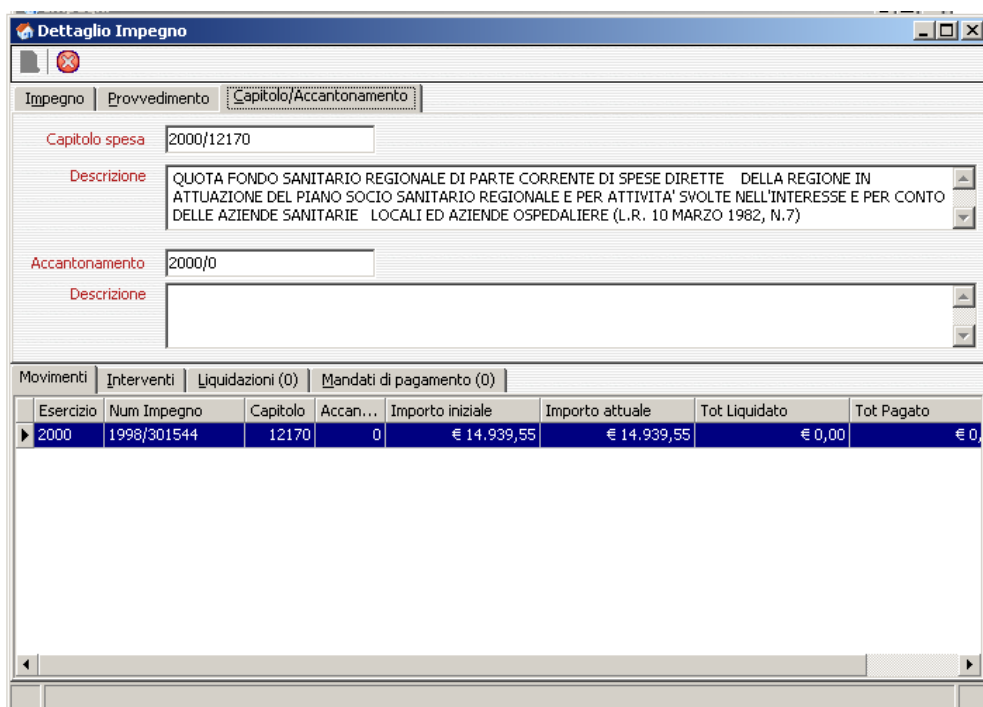 Dettaglio Impegno
Impegno Provvedimento Capitolo/Accantonamento
Capitolo spesa 2000/12170
Descrizione QUOTA FONDO SANITARIO REGIONALE DI PARTE CORRENTE DI SPESE DIRETTE DELLA REGIONE IN
ATTUAZIONE DEL PIANO SOCIO SANITARIO REGIONALE E PER ATTIVITA' SVOLTE NELL'INTERESSE E PER CONTO
DELLE AZIENDE SANITARIE LOCALI ED AZIENDE OSPEDALIERE (L.R. 10 MARZO 1982, N.7)
Accantonamento 2000/0
Descrizione
Movimenti Interventi Liquidazioni (0) Mandati di pagamento (0)
Esercizio Num Impegno Capitolo Accan... Importo iniziale Importo attuale Tot Liquidato Tot Pagato
2000 1998/301544 12170 0 € 14.939,55 € 14.939,55 € 0,00 € 0,